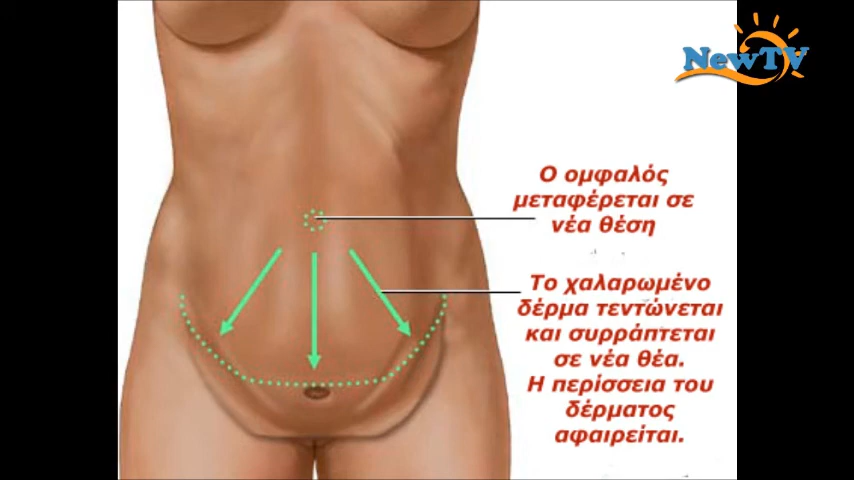 NewTV
Ο ομφαλός
μεταφέρεται σε
νέα θέση
Το χαλαρωμένο
δέρμα τεντώνεται
και συρράπτεται
σε νέα θέα.
Η περίσσεια του
δέρματος
αφαιρείται.